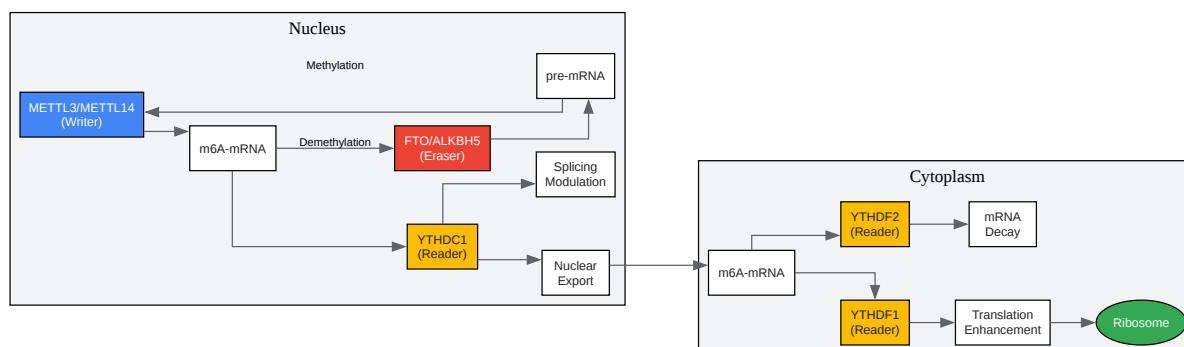 Nucleus
Methylation
pre-mRNA
METTL3/METTL14
(Writer)
m6A-mRNA
Demethylation
FTO/ALKBH5
(Eraser)
Splicing
Modulation
YTHDC1
(Reader)
Nuclear
Export
Cytoplasm
YTHDF2
(Reader)
mRNA
Decay
m6A-mRNA
YTHDF1
(Reader)
Translation
Enhancement
Ribosome